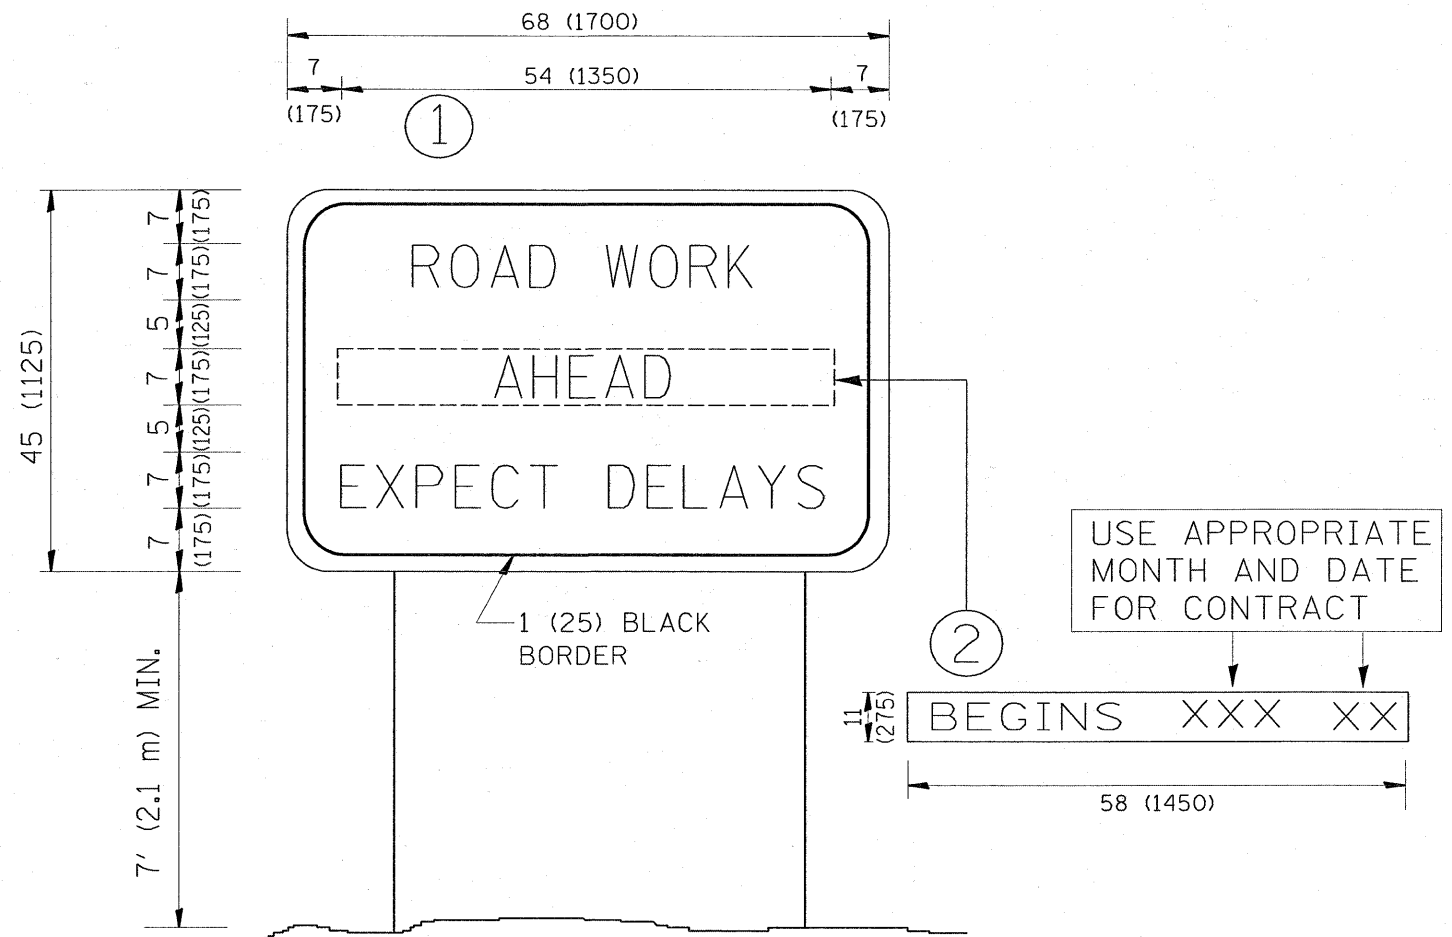 68 (1700)
7 54 (1350) 7
(175) (175)
1
7 (175)
7 (175)
5 (125)
7 (175)
5 (125)
7 (175)
7 (175)
45 (1125)
ROAD WORK
AHEAD
EXPECT DELAYS
1 (25) BLACK
BORDER
7' (2.1 m) MIN.
2
USE APPROPRIATE
MONTH AND DATE
FOR CONTRACT
11
(275)
BEGINS XXX XX
58 (1450)